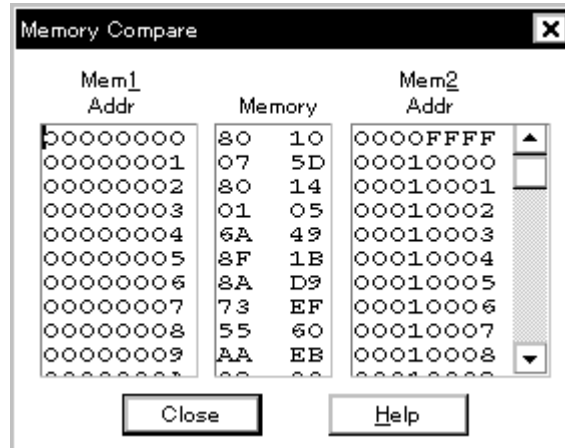 Memory Compare
Mem1 Addr
Memory
Mem2 Addr
00000000 80 10 0000FFFF
00000001 07 5D 00010000
00000002 80 14 00010001
00000003 01 05 00010002
00000004 6A 49 00010003
00000005 8F 1B 00010004
00000006 8A D9 00010005
00000007 73 EF 00010006
00000008 55 60 00010007
00000009 AA EB 00010008
Close
Help